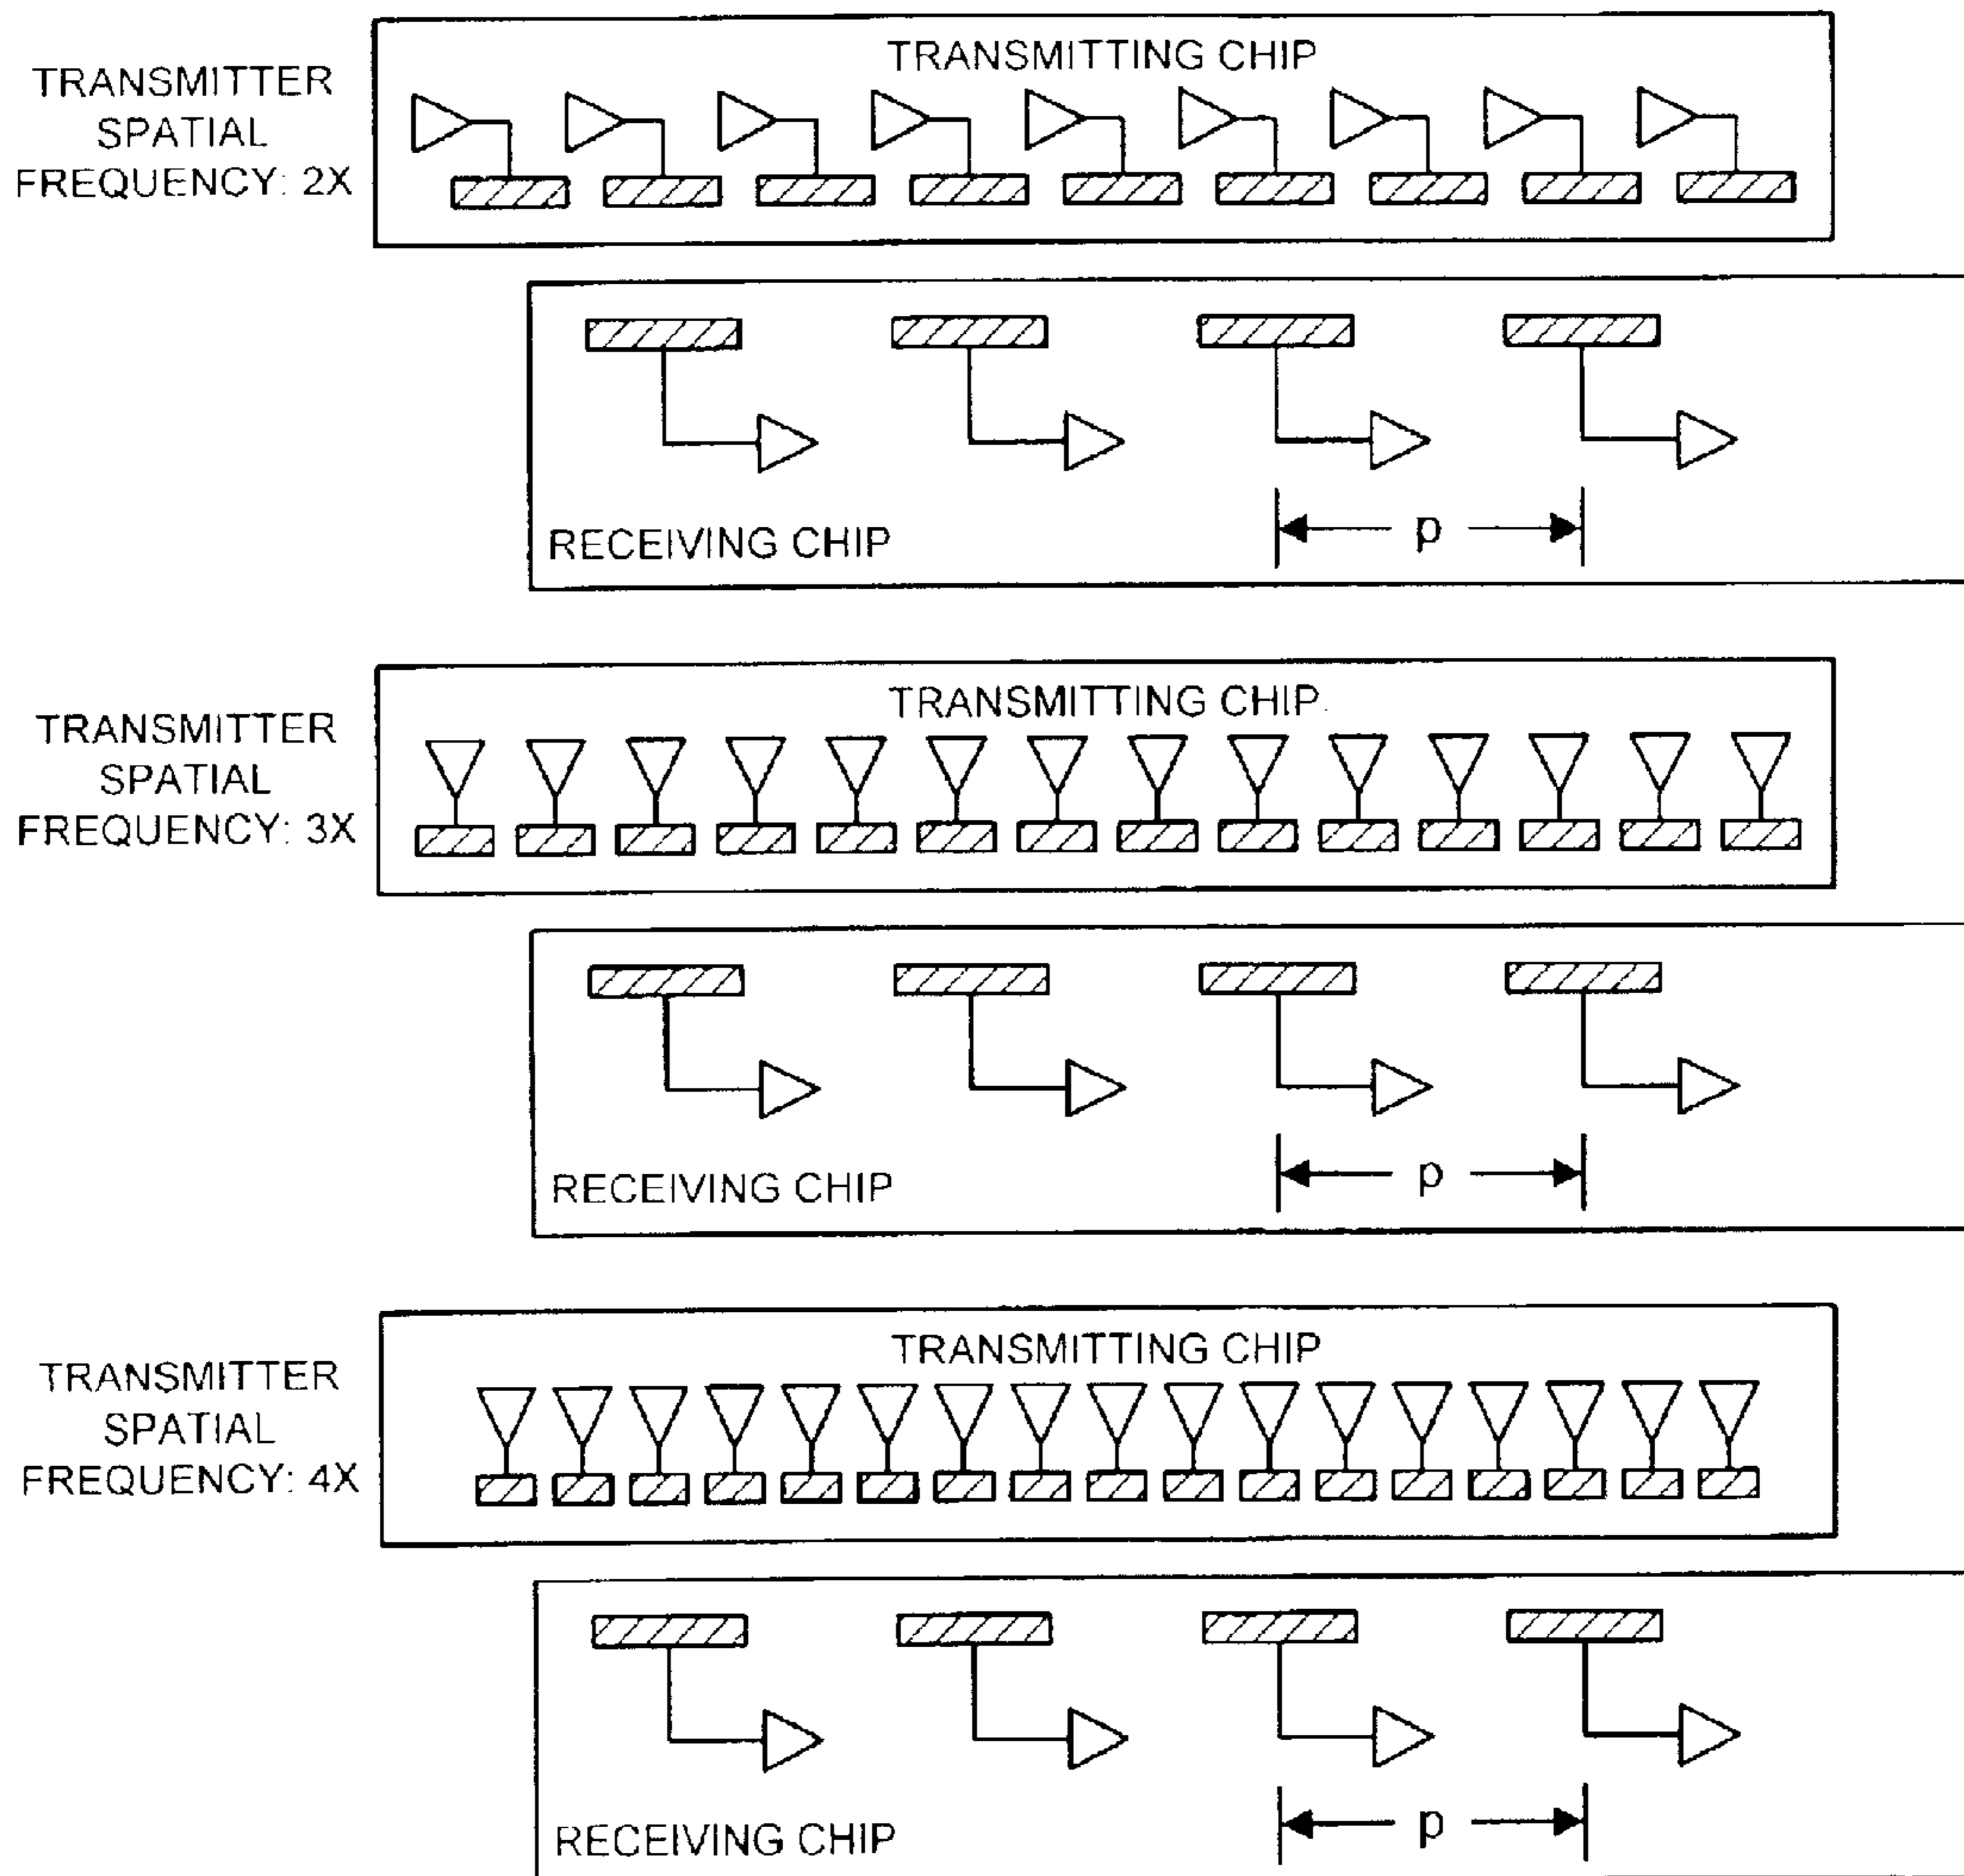 TRANSMITTING CHIP
TRANSMITTER
SPATIAL
FREQUENCY: 2X
RECEIVING CHIP
p
TRANSMITTING CHIP
TRANSMITTER
SPATIAL
FREQUENCY: 3X
RECEIVING CHIP
p
TRANSMITTING CHIP
TRANSMITTER
SPATIAL
FREQUENCY: 4X
RECEIVING CHIP
p